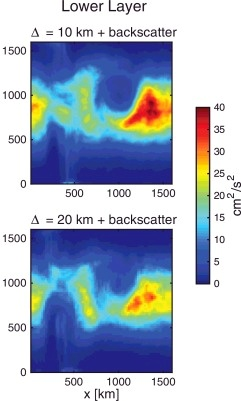 Lower Layer
Δ = 10 km + backscatter
1500
1000
500
0
500 1000 1500
40
35
30
25
20
15
10
5
0
cm²/s²
Δ = 20 km + backscatter
1500
1000
500
0
500 1000 1500
x [km]